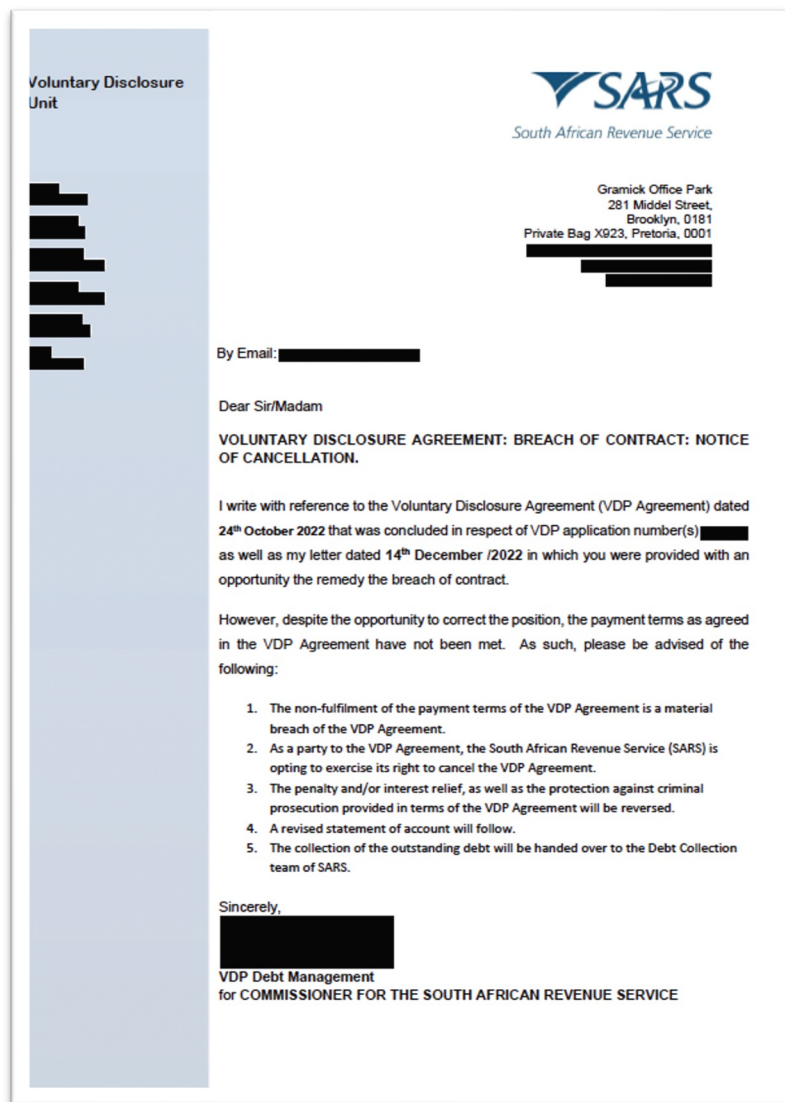 Voluntary Disclosure
Unit
SARS
South African Revenue Service
Gramick Office Park
281 Middel Street,
Brooklyn, 0181
Private Bag X923, Pretoria, 0001
By Email:
Dear Sir/Madam
VOLUNTARY DISCLOSURE AGREEMENT: BREACH OF CONTRACT: NOTICE
OF CANCELLATION.
I write with reference to the Voluntary Disclosure Agreement (VDP Agreement) dated
24th October 2022 that was concluded in respect of VDP application number(s)
as well as my letter dated 14th December /2022 in which you were provided with an
opportunity the remedy the breach of contract.
However, despite the opportunity to correct the position, the payment terms as agreed
in the VDP Agreement have not been met. As such, please be advised of the
following:
1. The non-fulfilment of the payment terms of the VDP Agreement is a material
breach of the VDP Agreement.
2. As a party to the VDP Agreement, the South African Revenue Service (SARS) is
opting to exercise its right to cancel the VDP Agreement.
3. The penalty and/or interest relief, as well as the protection against criminal
prosecution provided in terms of the VDP Agreement will be reversed.
4. A revised statement of account will follow.
5. The collection of the outstanding debt will be handed over to the Debt Collection
team of SARS.
Sincerely,
VDP Debt Management
for COMMISSIONER FOR THE SOUTH AFRICAN REVENUE SERVICE